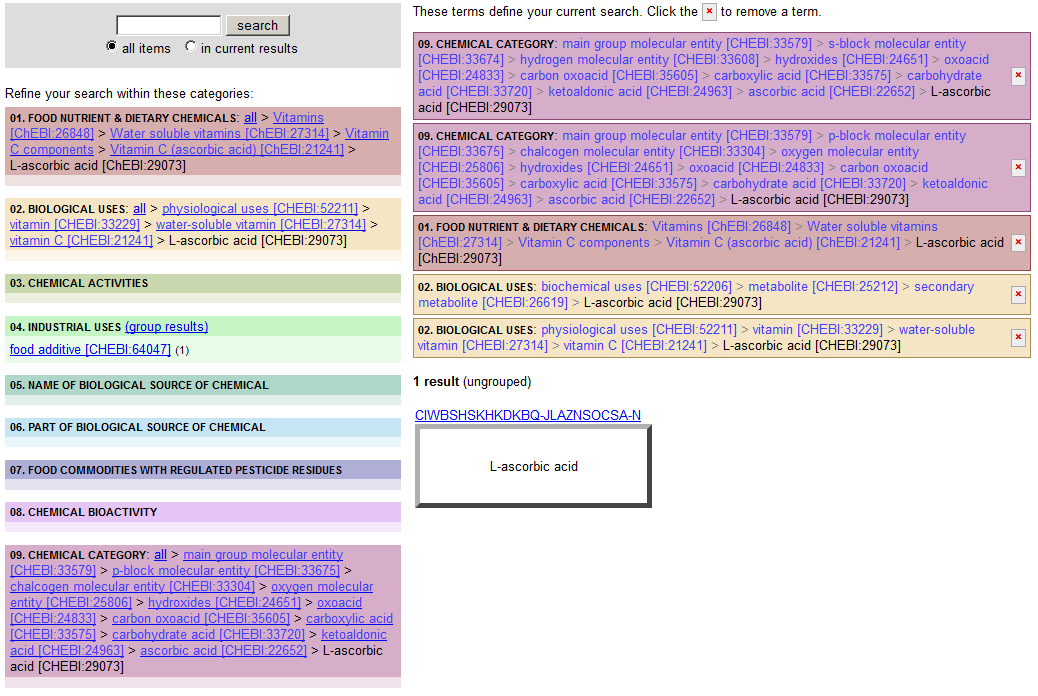 search
all items in current results
Refine your search within these categories:
01. FOOD NUTRIENT & DIETARY CHEMICALS: all > Vitamins
[ChEBI:26848] > Water soluble vitamins [ChEBI:27314] > Vitamin
C components > Vitamin C (ascorbic acid) [ChEBI:21241] >
L-ascorbic acid [ChEBI:29073]
02. BIOLOGICAL USES: all > physiological uses [CHEBI:52211] >
vitamin [CHEBI:33229] > water-soluble vitamin [CHEBI:27314] >
vitamin C [CHEBI:21241] > L-ascorbic acid [CHEBI:29073]
03. CHEMICAL ACTIVITIES
04. INDUSTRIAL USES (group results)
food additive [CHEBI:64047] (1)
05. NAME OF BIOLOGICAL SOURCE OF CHEMICAL
06. PART OF BIOLOGICAL SOURCE OF CHEMICAL
07. FOOD COMMODITIES WITH REGULATED PESTICIDE RESIDUES
08. CHEMICAL BIOACTIVITY
09. CHEMICAL CATEGORY: all > main group molecular entity
[CHEBI:33579] > p-block molecular entity [CHEBI:33675] >
chalcogen molecular entity [CHEBI:33304] > oxygen molecular
entity [CHEBI:25806] > hydroxides [CHEBI:24651] > oxoacid
[CHEBI:24833] > carbon oxoacid [CHEBI:35605] > carboxylic acid
[CHEBI:33575] > carbohydrate acid [CHEBI:33720] > ketoaldonic
acid [CHEBI:24963] > ascorbic acid [CHEBI:22652] > L-ascorbic
acid [CHEBI:29073]
These terms define your current search. Click the × to remove a term.
09. CHEMICAL CATEGORY: main group molecular entity [CHEBI:33579] > s-block molecular entity
[CHEBI:33674] > hydrogen molecular entity [CHEBI:33608] > hydroxides [CHEBI:24651] > oxoacid
[CHEBI:24833] > carbon oxoacid [CHEBI:35605] > carboxylic acid [CHEBI:33575] > carbohydrate
acid [CHEBI:33720] > ketoaldonic acid [CHEBI:24963] > ascorbic acid [CHEBI:22652] > L-ascorbic
acid [CHEBI:29073]
09. CHEMICAL CATEGORY: main group molecular entity [CHEBI:33579] > p-block molecular entity
[CHEBI:33675] > chalcogen molecular entity [CHEBI:33304] > oxygen molecular entity
[CHEBI:25806] > hydroxides [CHEBI:24651] > oxoacid [CHEBI:24833] > carbon oxoacid
[CHEBI:35605] > carboxylic acid [CHEBI:33575] > carbohydrate acid [CHEBI:33720] > ketoaldonic
acid [CHEBI:24963] > ascorbic acid [CHEBI:22652] > L-ascorbic acid [CHEBI:29073]
01. FOOD NUTRIENT & DIETARY CHEMICALS: Vitamins [ChEBI:26848] > Water soluble vitamins
[ChEBI:27314] > Vitamin C components > Vitamin C (ascorbic acid) [ChEBI:21241] > L-ascorbic acid
[ChEBI:29073]
02. BIOLOGICAL USES: biochemical uses [CHEBI:52206] > metabolite [CHEBI:25212] > secondary
metabolite [CHEBI:26619] > L-ascorbic acid [CHEBI:29073]
02. BIOLOGICAL USES: physiological uses [CHEBI:52211] > vitamin [CHEBI:33229] > water-soluble
vitamin [CHEBI:27314] > vitamin C [CHEBI:21241] > L-ascorbic acid [CHEBI:29073]
1 result (ungrouped)
CIWBSHSKHKDKBQ-JLAZNSOCSA-N
L-ascorbic acid